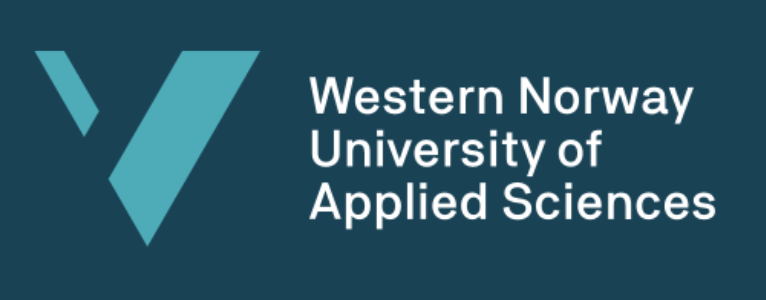 Western Norway
University of
Applied Sciences